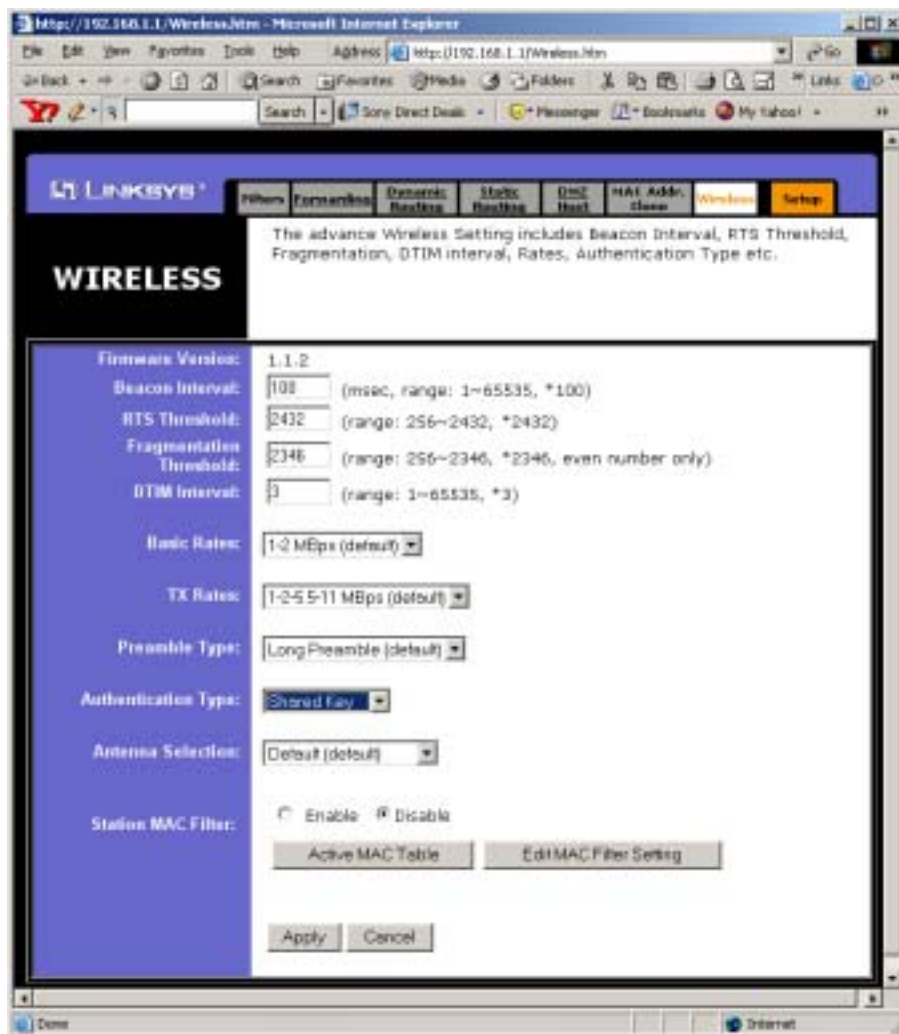 http://192.168.1.1/Wireless.htm - Microsoft Internet Explorer
File Edit View Favorites Tools Help Address http://192.168.1.1/Wireless.htm Go
Back Search Favorites Media Folders Links
Search Sony Direct Deals Messenger Bookmarks My Yahoo!
LINKSYS
Filters Forwarding Dynamic Routing Static Routing DMZ Host MAC Addr. Clone Wireless Setup
WIRELESS
The advance Wireless Setting includes Beacon Interval, RTS Threshold,
Fragmentation, DTIM interval, Rates, Authentication Type etc.
Firmware Version: 1.1.2
Beacon Interval: 100 (msec, range: 1~65535, *100)
RTS Threshold: 2432 (range: 256~2432, *2432)
Fragmentation Threshold: 2346 (range: 256~2346, *2346, even number only)
DTIM Interval: 3 (range: 1~65535, *3)
Basic Rates: 1-2 MBps (default)
TX Rates: 1-2-5.5-11 MBps (default)
Preamble Type: Long Preamble (default)
Authentication Type: Shared Key
Antenna Selection: Default (default)
Station MAC Filter: Enable Disable
Active MAC Table Edit MAC Filter Setting
Apply Cancel
Done Internet